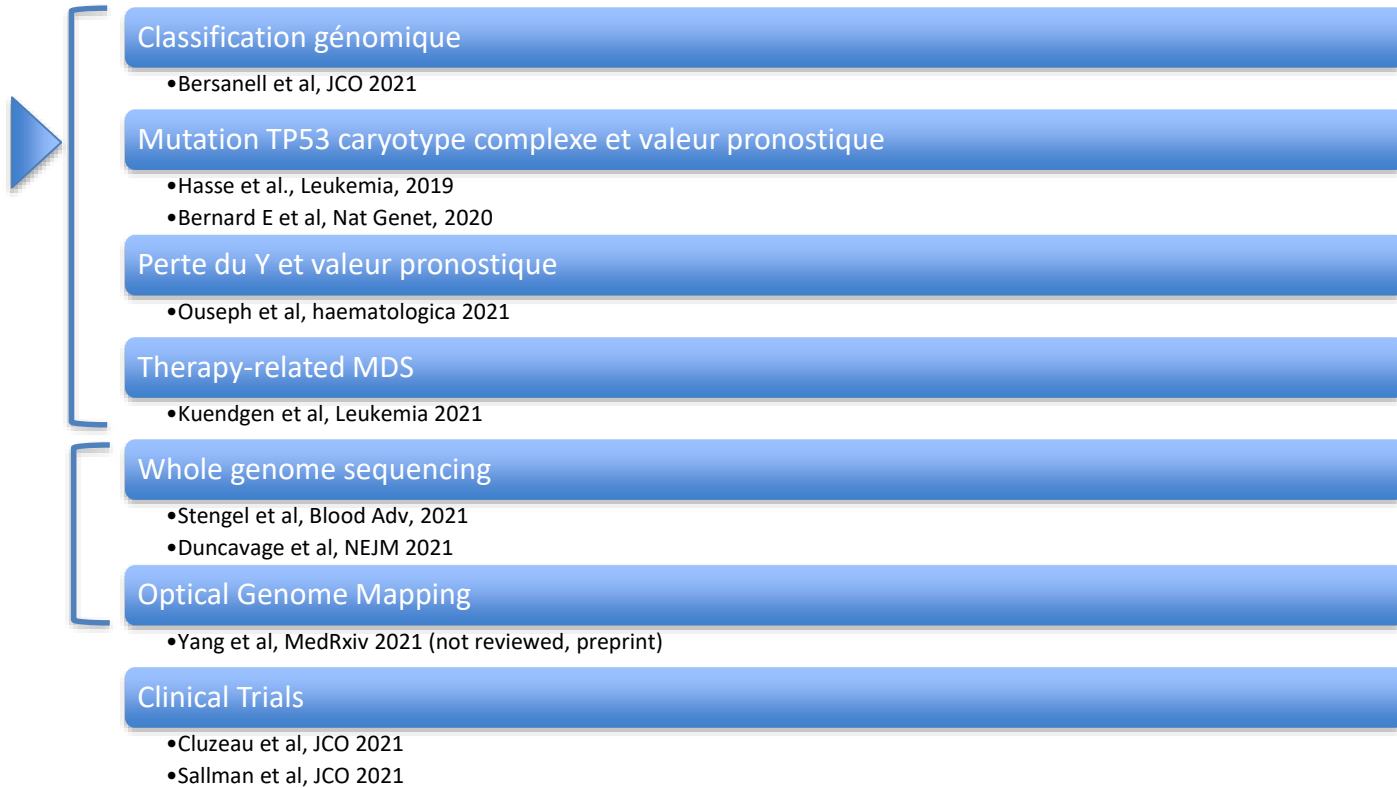 Classification génomique
•Bersanell et al, JCO 2021
Mutation TP53 caryotype complexe et valeur pronostique
•Hasse et al., Leukemia, 2019
•Bernard E et al, Nat Genet, 2020
Perte du Y et valeur pronostique
•Ouseph et al, haematologica 2021
Therapy-related MDS
•Kuendgen et al, Leukemia 2021
Whole genome sequencing
•Stengel et al, Blood Adv, 2021
•Duncavage et al, NEJM 2021
Optical Genome Mapping
•Yang et al, MedRxiv 2021 (not reviewed, preprint)
Clinical Trials
•Cluzeau et al, JCO 2021
•Sallman et al, JCO 2021